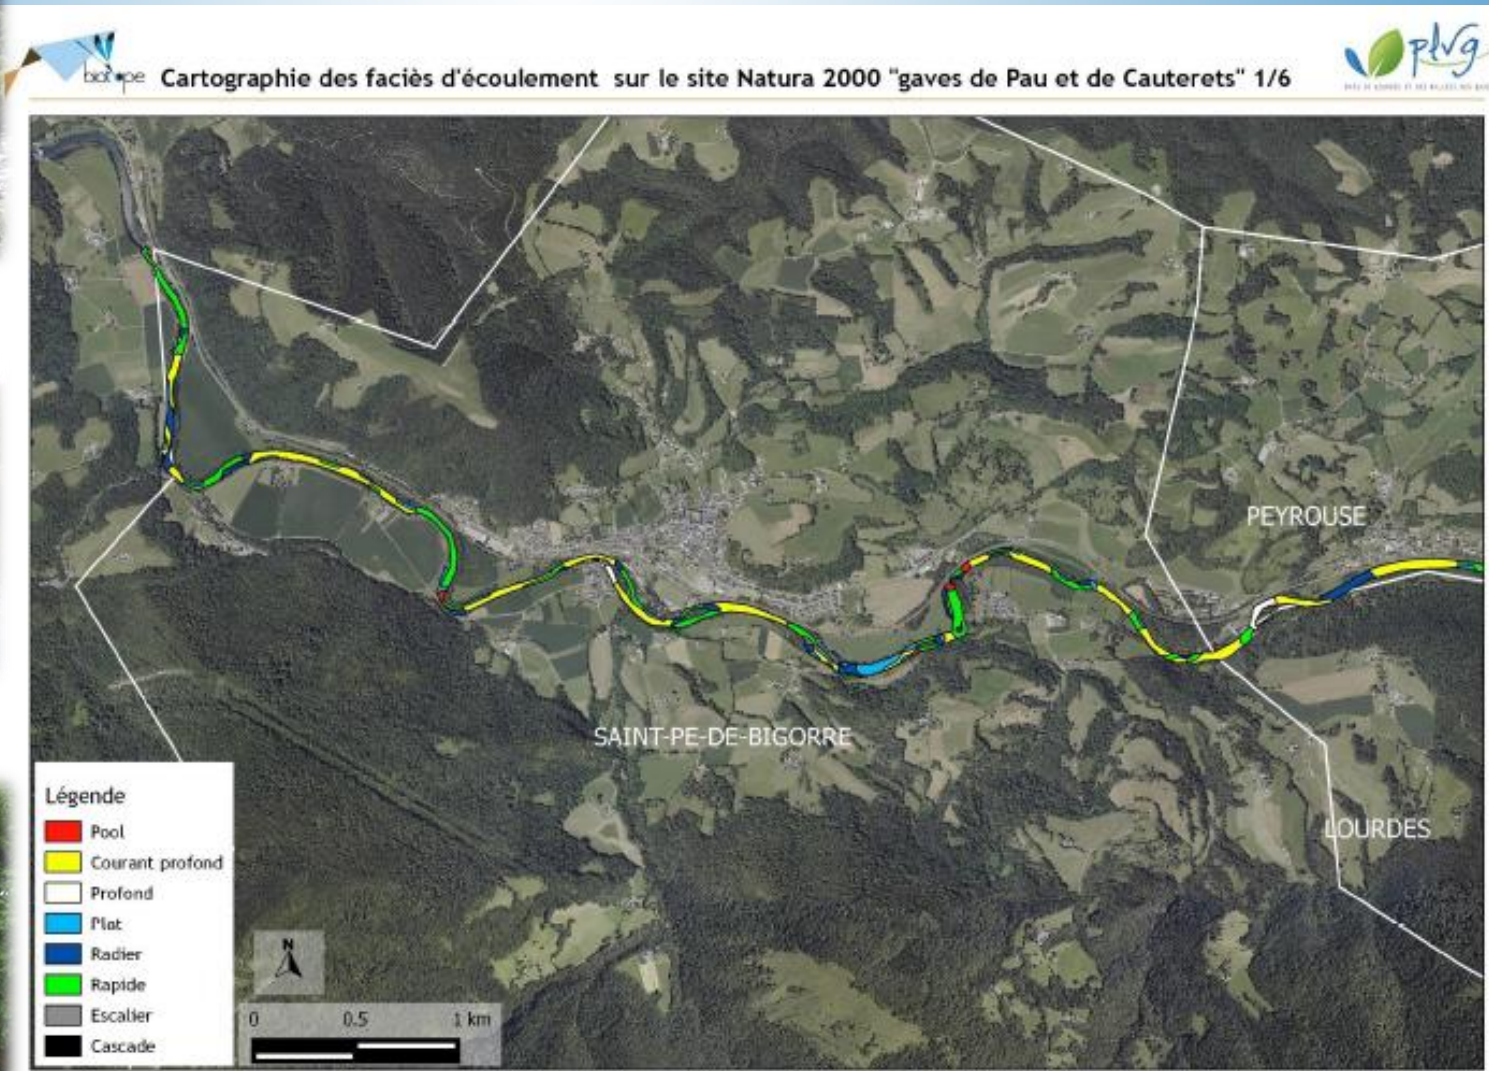 biotope
Cartographie des faciès d'écoulement sur le site Natura 2000 "gaves de Pau et de Cauterets" 1/6
plvg
PEYROUSE
SAINT-PE-DE-BIGORRE
LOURDES
Légende
Pool
Courant profond
Profond
Plat
Radier
Rapide
Escalier
Cascade
N
0 0.5 1 km